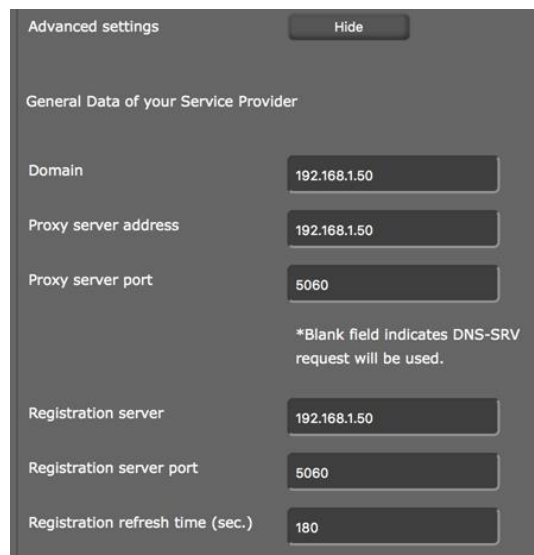 Advanced settings Hide
General Data of your Service Provider
Domain 192.168.1.50
Proxy server address 192.168.1.50
Proxy server port 5060
*Blank field indicates DNS-SRV
request will be used.
Registration server 192.168.1.50
Registration server port 5060
Registration refresh time (sec.) 180